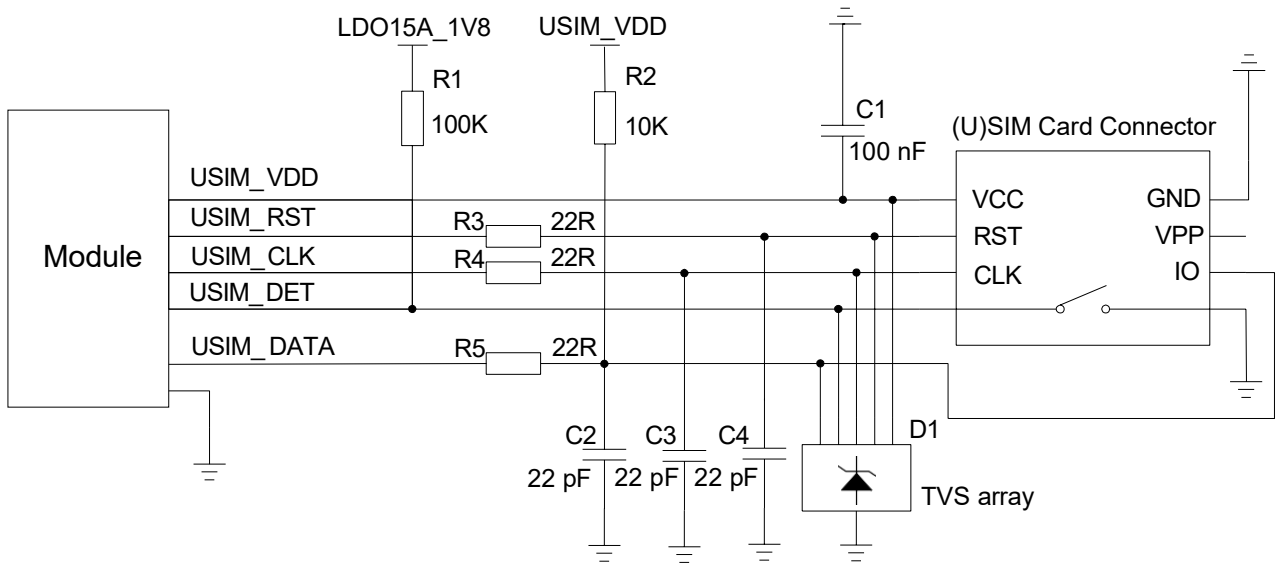 LDO15A_1V8
USIM_VDD
R1
100K
R2
10K
C1
100 nF
(U)SIM Card Connector
Module
USIM_VDD
USIM_RST
USIM_CLK
USIM_DET
USIM_DATA
R3
22R
R4
22R
R5
22R
VCC
RST
CLK
GND
VPP
IO
C2
22 pF
C3
22 pF
C4
22 pF
D1
TVS array